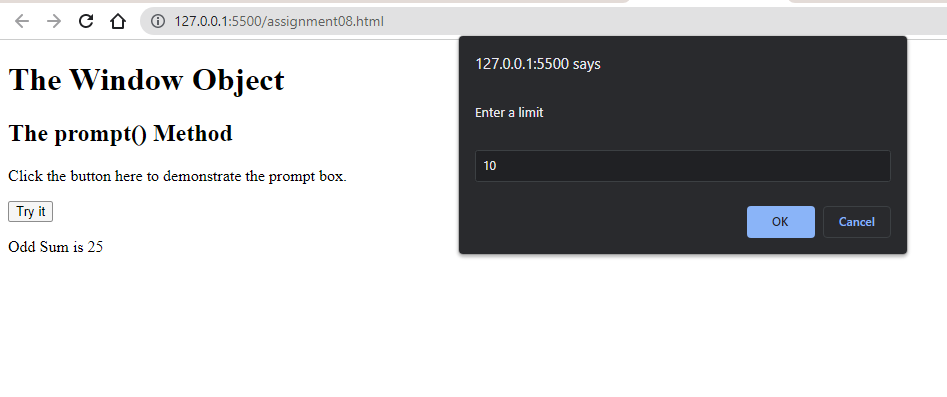 127.0.0.1:5500/assignment08.html
The Window Object
The prompt() Method
Click the button here to demonstrate the prompt box.
Try it
Odd Sum is 25
127.0.0.1:5500 says
Enter a limit
10
OK
Cancel